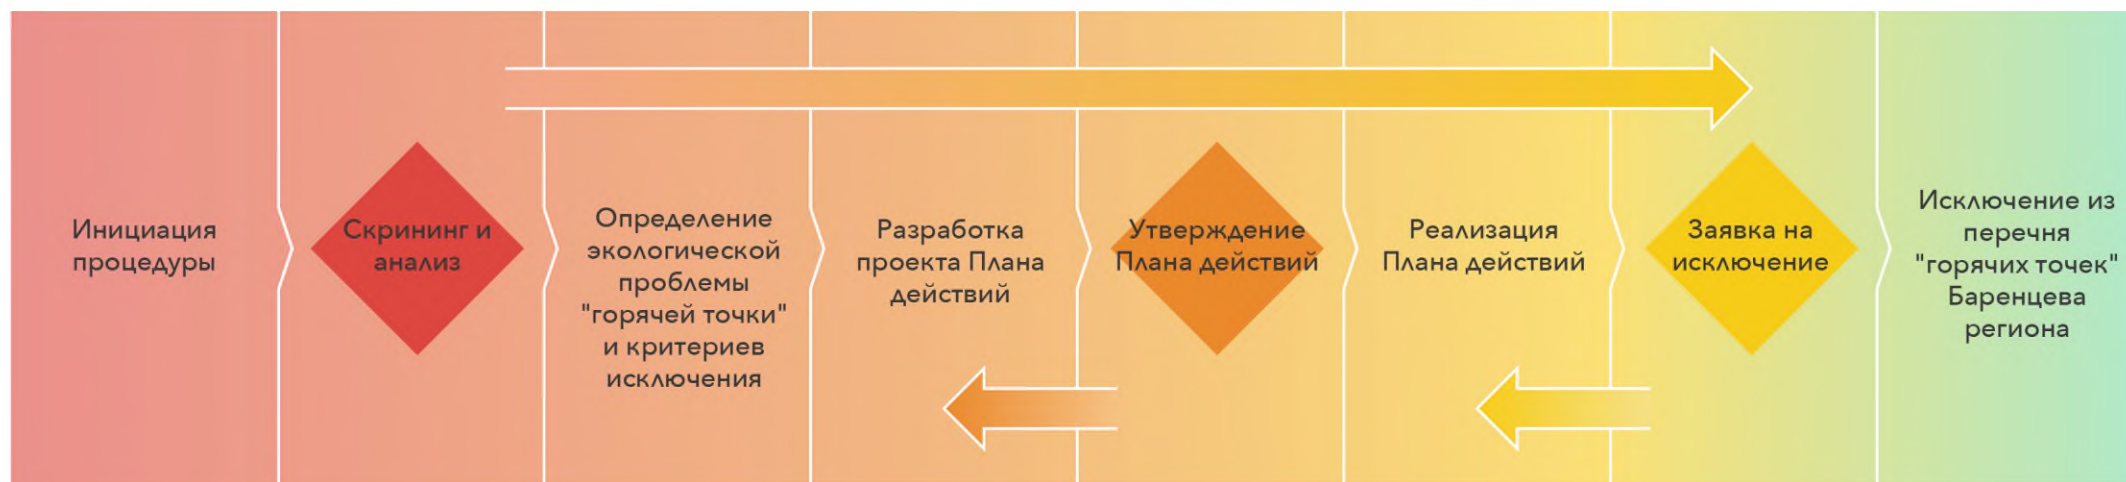 Инициация
процедуры
Скрининг и
анализ
Определение
экологической
проблемы
"горячей точки"
и критериев
исключения
Разработка
проекта Плана
действий
Утверждение
Плана действий
Реализация
Плана действий
Заявка на
исключение
Исключение из
перечня
"горячих точек"
Баренцева
региона